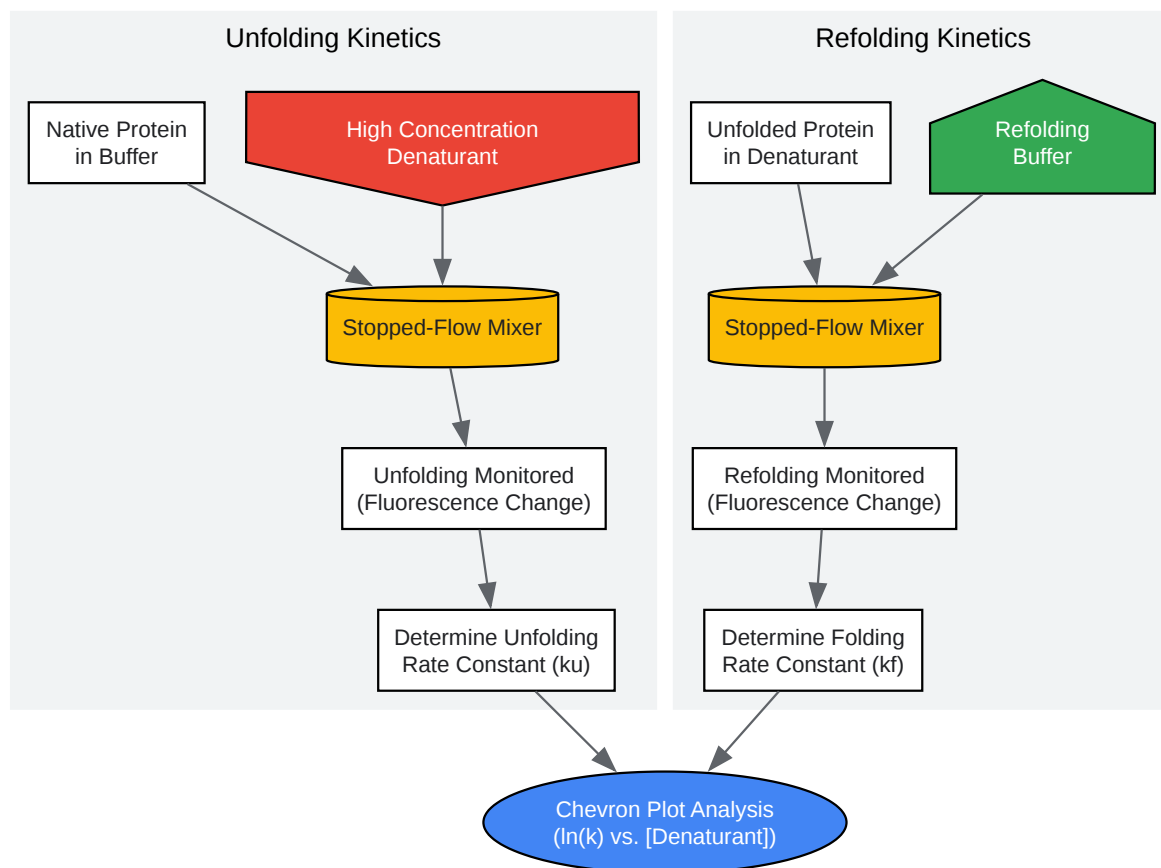 Unfolding Kinetics
Native Protein
in Buffer
High Concentration
Denaturant
Stopped-Flow Mixer
Unfolding Monitored
(Fluorescence Change)
Determine Unfolding
Rate Constant (ku)
Refolding Kinetics
Unfolded Protein
in Denaturant
Refolding
Buffer
Stopped-Flow Mixer
Refolding Monitored
(Fluorescence Change)
Determine Folding
Rate Constant (kf)
Chevron Plot Analysis
(ln(k) vs. [Denaturant])